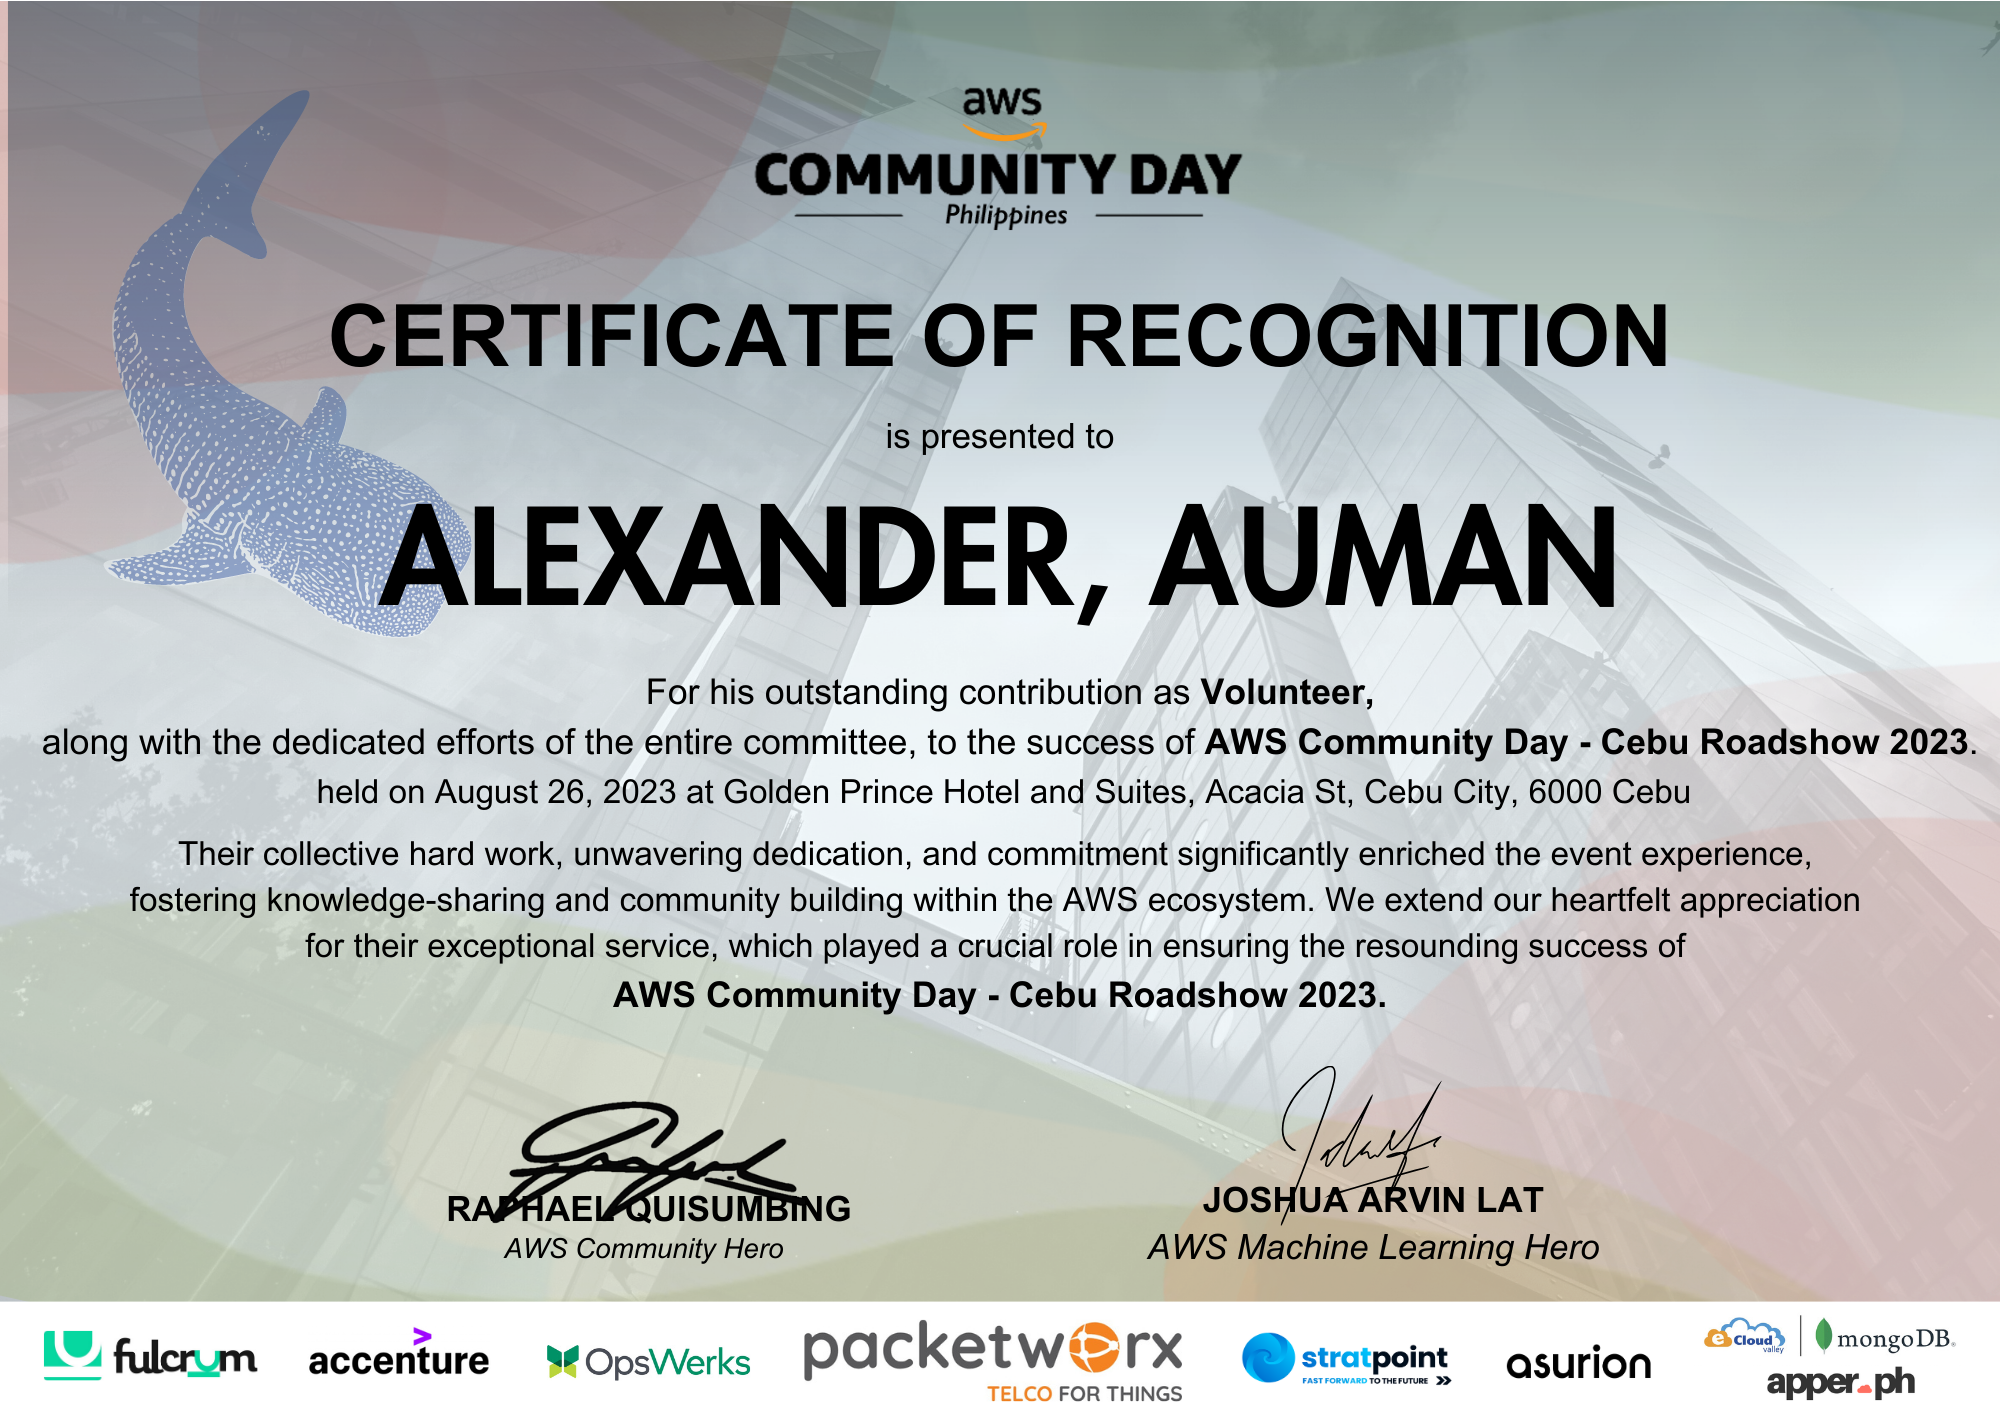 aws
COMMUNITY DAY
Philippines
CERTIFICATE OF RECOGNITION
is presented to
ALEXANDER, AUMAN
For his outstanding contribution as Volunteer,
along with the dedicated efforts of the entire committee, to the success of AWS Community Day - Cebu Roadshow 2023.
held on August 26, 2023 at Golden Prince Hotel and Suites, Acacia St, Cebu City, 6000 Cebu
Their collective hard work, unwavering dedication, and commitment significantly enriched the event experience,
fostering knowledge-sharing and community building within the AWS ecosystem. We extend our heartfelt appreciation
for their exceptional service, which played a crucial role in ensuring the resounding success of
AWS Community Day - Cebu Roadshow 2023.
RAPHAEL QUISUMBING
AWS Community Hero
JOSHUA ARVIN LAT
AWS Machine Learning Hero
fulcrum
accenture
OpsWerks
packetworx
TELCO FOR THINGS
stratpoint
FAST FORWARD TO THE FUTURE
asurion
eCloud
valley
mongoDB®
apper.ph